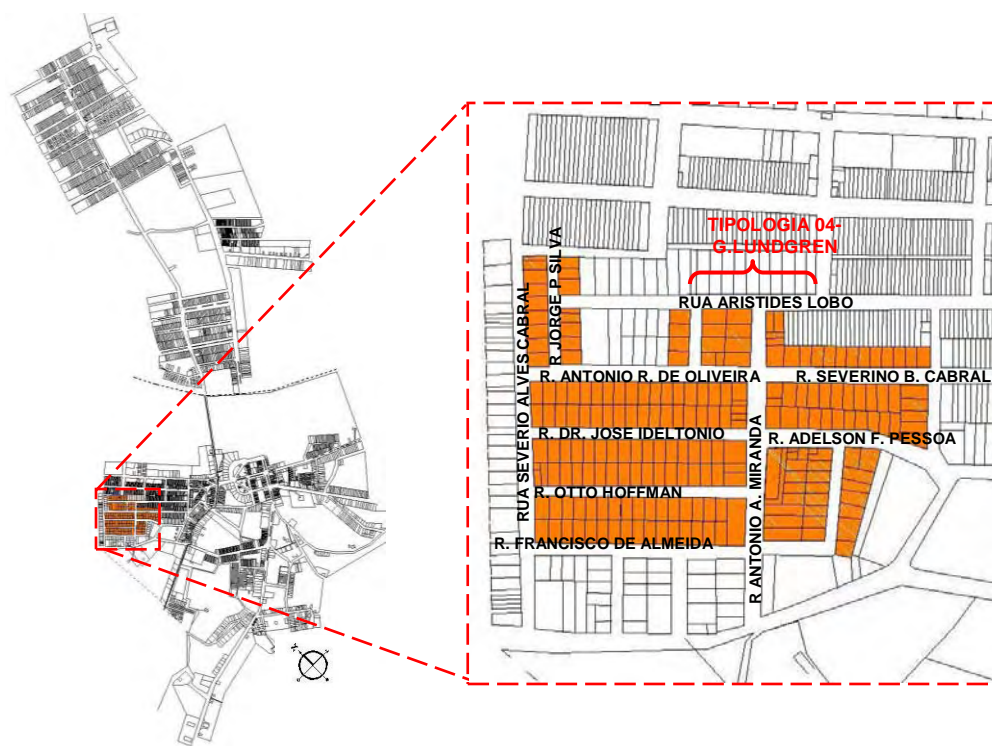 TIPOLOGIA 04-
G.LUNDGREN
RUA ARISTIDES LOBO
R JORGE P SILVA
RUA SEVERIO ALVES CABRAL
R. ANTONIO R. DE OLIVEIRA
R. SEVERINO B. CABRAL
R. DR. JOSE IDELTONIO
R. ADELSON F. PESSOA
R. OTTO HOFFMAN
R ANTONIO A. MIRANDA
R. FRANCISCO DE ALMEIDA